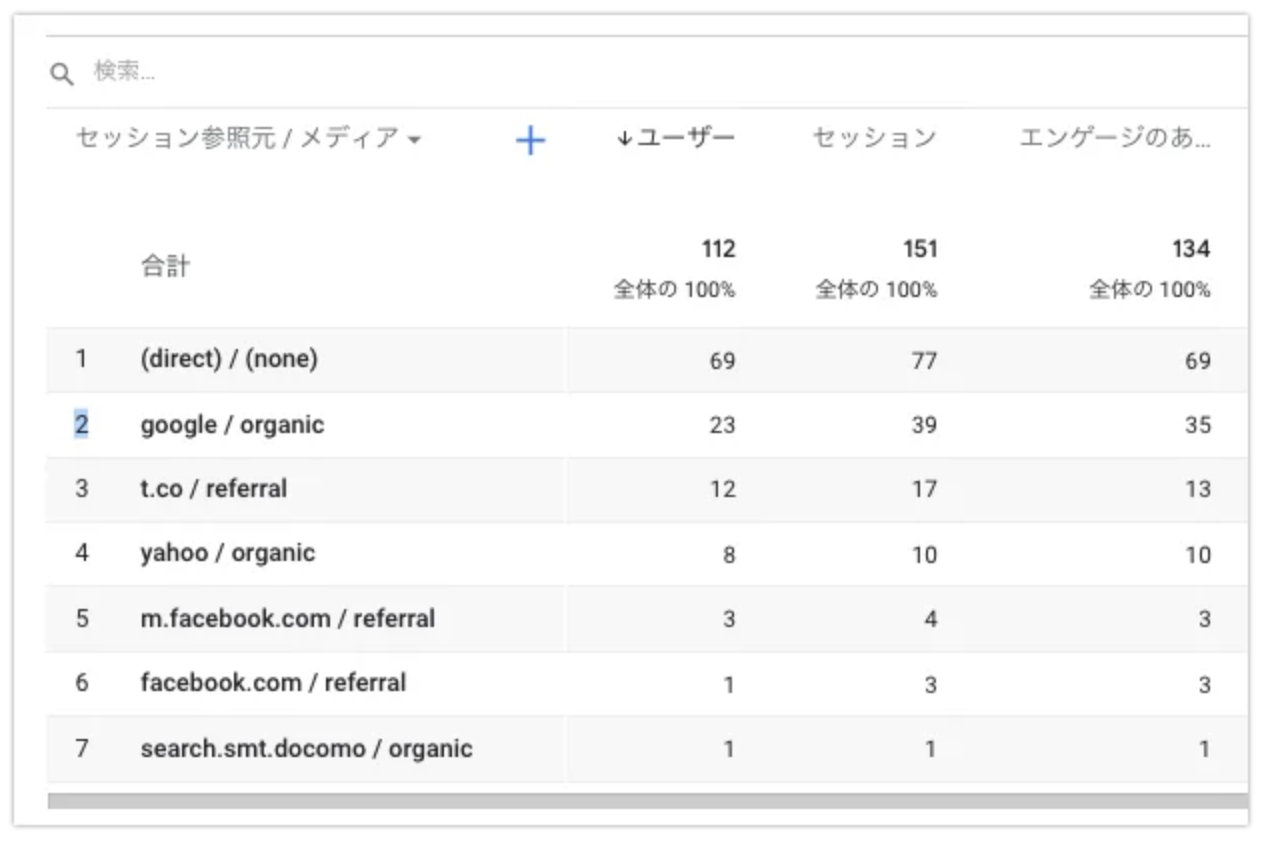 検索...
セッション参照元 / メディア ↓ユーザー セッション エンゲージのあ...
合計 112 151 134
全体の 100% 全体の 100% 全体の 100%
1 (direct) / (none) 69 77 69
2 google / organic 23 39 35
3 t.co / referral 12 17 13
4 yahoo / organic 8 10 10
5 m.facebook.com / referral 3 4 3
6 facebook.com / referral 1 3 3
7 search.smt.docomo / organic 1 1 1